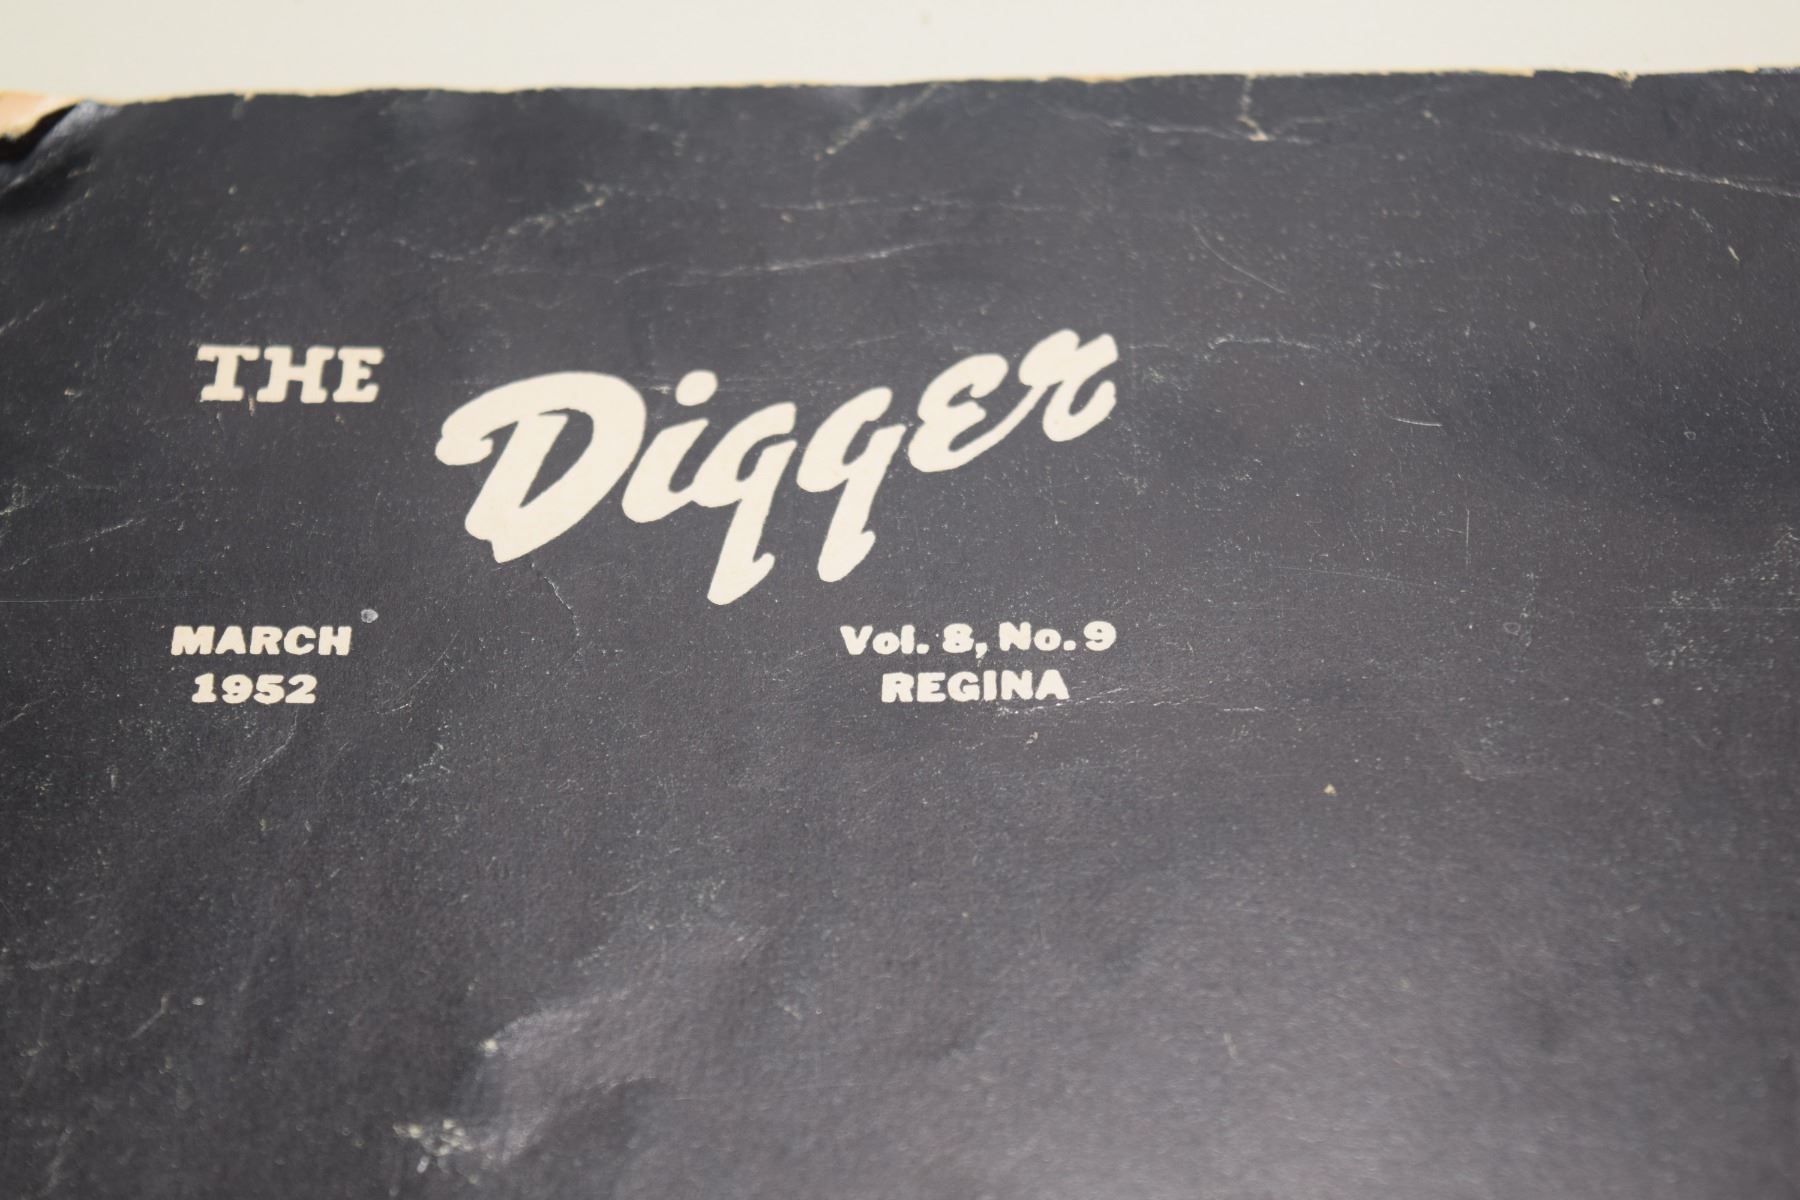 THE Digger
MARCH
1952
Vol. 8, No. 9
REGINA